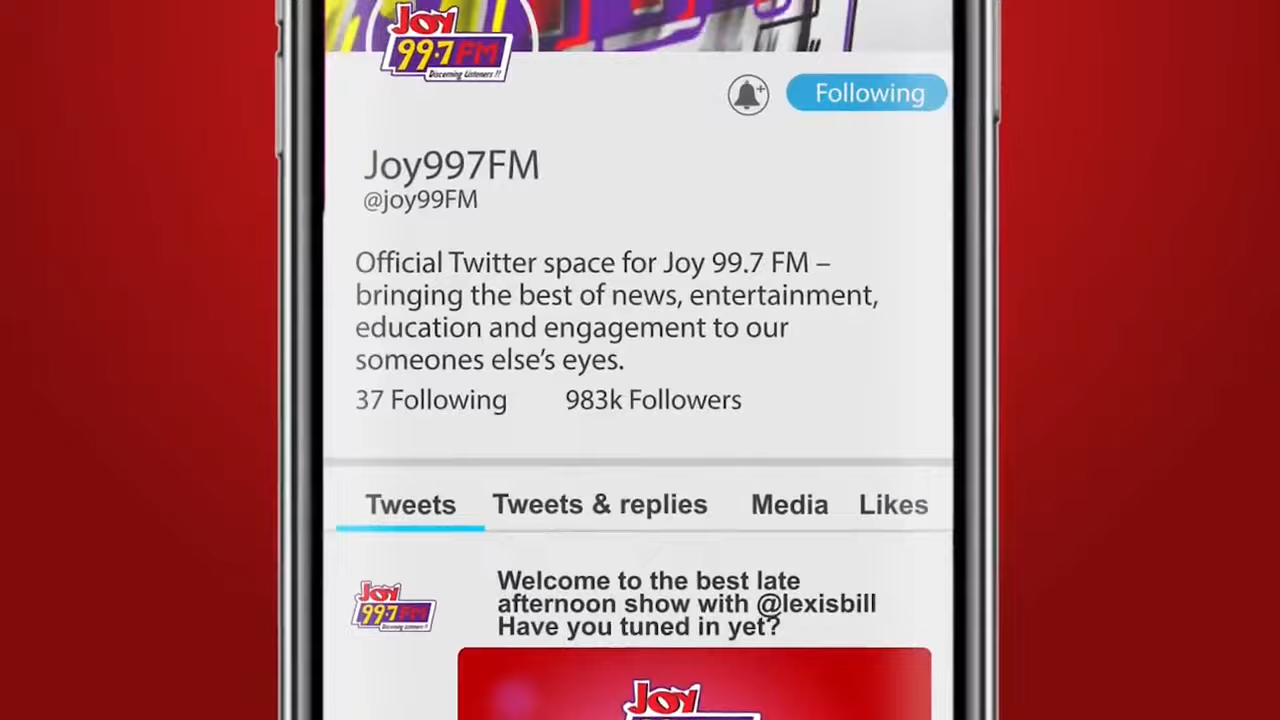 JOY
99.7 FM
Discerning Listeners !!
Following
Joy997FM
@joy99FM
Official Twitter space for Joy 99.7 FM –
bringing the best of news, entertainment,
education and engagement to our
someones else's eyes.
37 Following 983k Followers
Tweets Tweets & replies Media Likes
JOY
99.7 FM
Discerning Listeners !!
Welcome to the best late
afternoon show with @lexisbill
Have you tuned in yet?
JOY